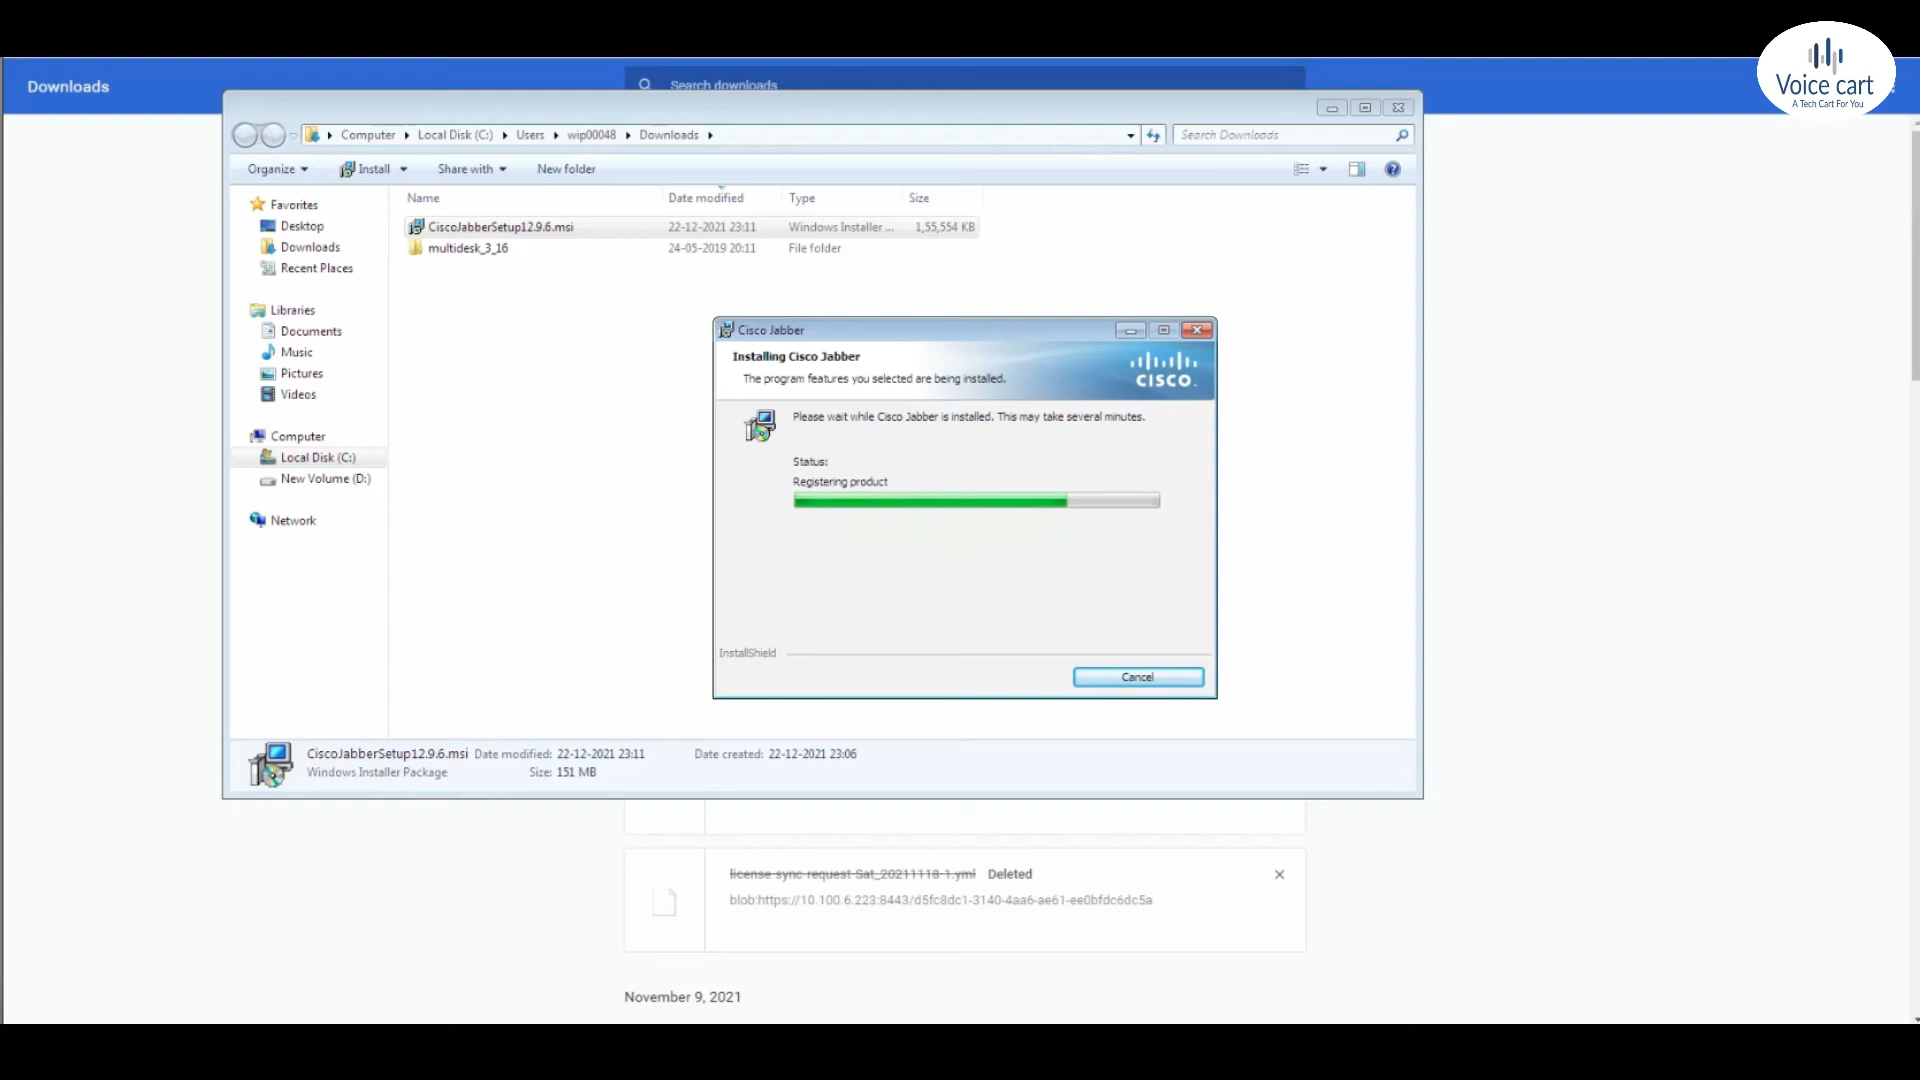 Downloads
Search downloads
Voice cart
A Tech Cart For You
Computer Local Disk (C:) Users wip00048 Downloads
Search Downloads
Organize Install Share with New folder
Name Date modified Type Size
CiscoJabberSetup12.9.6.msi 22-12-2021 23:11 Windows Installer ... 1,55,554 KB
multidesk_3_16 24-05-2019 20:11 File folder
Favorites
Desktop
Downloads
Recent Places
Libraries
Documents
Music
Pictures
Videos
Computer
Local Disk (C:)
New Volume (D:)
Network
Cisco Jabber
Installing Cisco Jabber
The program features you selected are being installed.
CISCO.
Please wait while Cisco Jabber is installed. This may take several minutes.
Status:
Registering product
InstallShield
Cancel
CiscoJabberSetup12.9.6.msi Date modified: 22-12-2021 23:11 Date created: 22-12-2021 23:06
Windows Installer Package Size: 151 MB
license-sync-request-Sat_20211118-1.yml Deleted
blob:https://10.100.6.223:8443/d5fc8dc1-3140-4aa6-ae61-ee0bfdc6dc5a
November 9, 2021